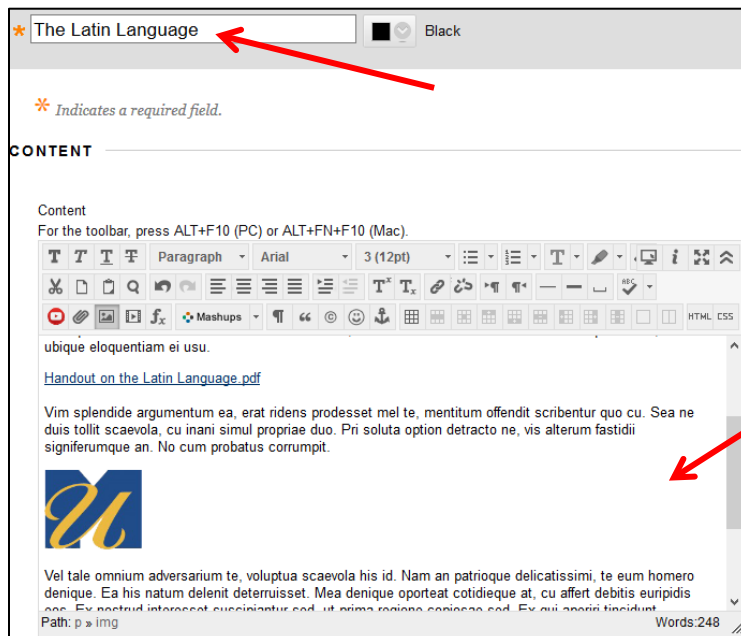 * The Latin Language Black
* Indicates a required field.
CONTENT
Content
For the toolbar, press ALT+F10 (PC) or ALT+FN+F10 (Mac).
T T T T Paragraph Arial 3 (12pt) T i
T x T x ¶ ¶ ABC
fx Mashups ¶ “ © HTML CSS
ubique eloquentiam ei usu.
Handout on the Latin Language.pdf
Vim splendide argumentum ea, erat ridens prodesset mel te, mentitum offendit scribentur quo cu. Sea ne
duis tollit scaevola, cu inani simul propriae duo. Pri soluta option detracto ne, vis alterum fastidii
signiferumque an. No cum probatus corrumpit.
U
Vel tale omnium adversarium te, voluptua scaevola his id. Nam an patrioque delicatissimi, te eum homero
denique. Ea his natum delenit deterruisset. Mea denique oporteat cotidieque at, cu affert debitis euripidis
Path: p » img Words:248